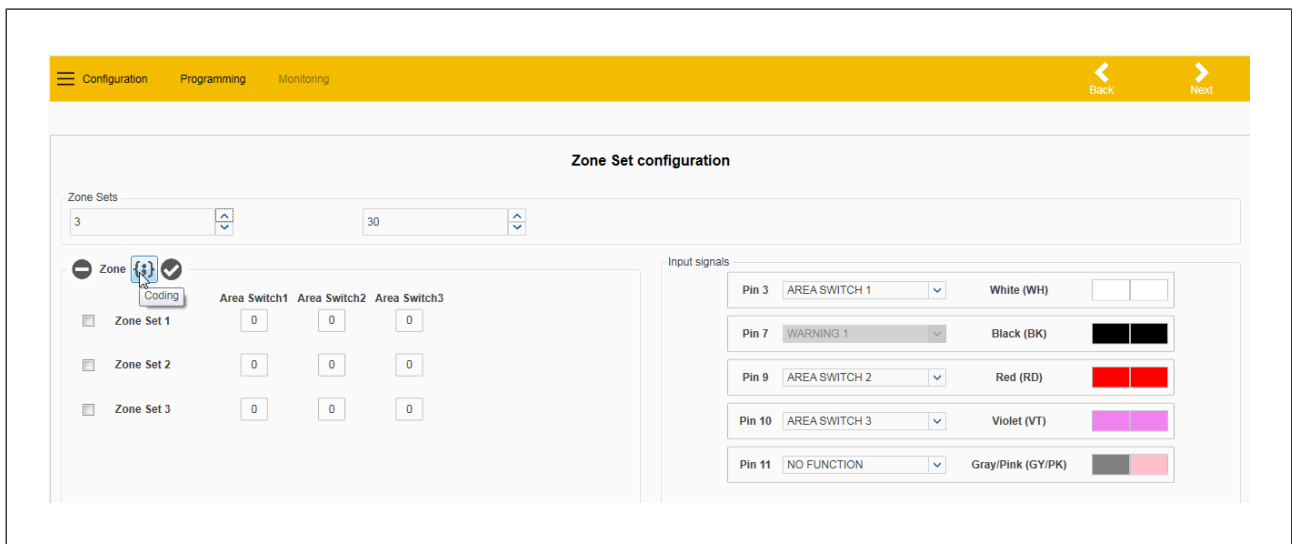 Configuration Programming Monitoring
Back Next
Zone Set configuration
Zone Sets
3 30
Zone {;}
Coding
Area Switch1 Area Switch2 Area Switch3
Zone Set 1 0 0 0
Zone Set 2 0 0 0
Zone Set 3 0 0 0
Input signals
Pin 3 AREA SWITCH 1 White (WH)
Pin 7 WARNING 1 Black (BK)
Pin 9 AREA SWITCH 2 Red (RD)
Pin 10 AREA SWITCH 3 Violet (VT)
Pin 11 NO FUNCTION Gray/Pink (GY/PK)